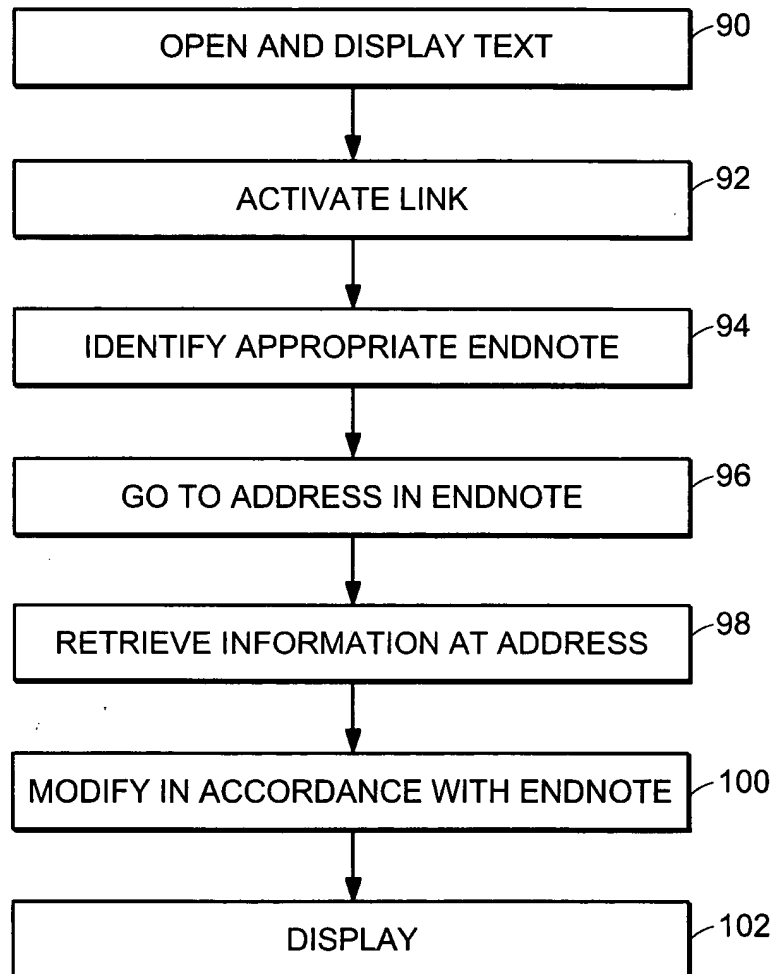 OPEN AND DISPLAY TEXT
90
ACTIVATE LINK
92
IDENTIFY APPROPRIATE ENDNOTE
94
GO TO ADDRESS IN ENDNOTE
96
RETRIEVE INFORMATION AT ADDRESS
98
MODIFY IN ACCORDANCE WITH ENDNOTE
100
DISPLAY
102